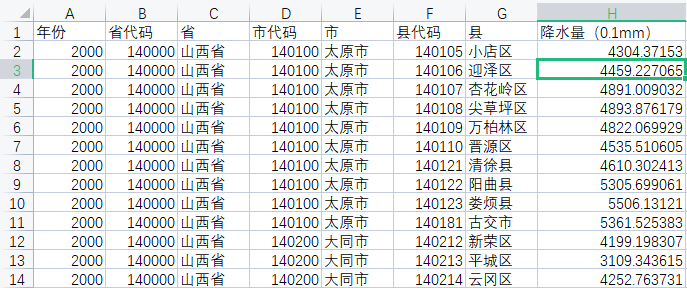 A B C D E F G H
1 年份 省代码 省 市代码 市 县代码 县 降水量（0.1mm）
2 2000 140000 山西省 140100 太原市 140105 小店区 4304.37153
3 2000 140000 山西省 140100 太原市 140106 迎泽区 4459.227065
4 2000 140000 山西省 140100 太原市 140107 杏花岭区 4891.009032
5 2000 140000 山西省 140100 太原市 140108 尖草坪区 4893.876179
6 2000 140000 山西省 140100 太原市 140109 万柏林区 4822.069929
7 2000 140000 山西省 140100 太原市 140110 晋源区 4535.510605
8 2000 140000 山西省 140100 太原市 140121 清徐县 4610.302413
9 2000 140000 山西省 140100 太原市 140122 阳曲县 5305.699061
10 2000 140000 山西省 140100 太原市 140123 娄烦县 5506.13121
11 2000 140000 山西省 140100 太原市 140181 古交市 5361.525383
12 2000 140000 山西省 140200 大同市 140212 新荣区 4199.198307
13 2000 140000 山西省 140200 大同市 140213 平城区 3109.343615
14 2000 140000 山西省 140200 大同市 140214 云冈区 4252.763731